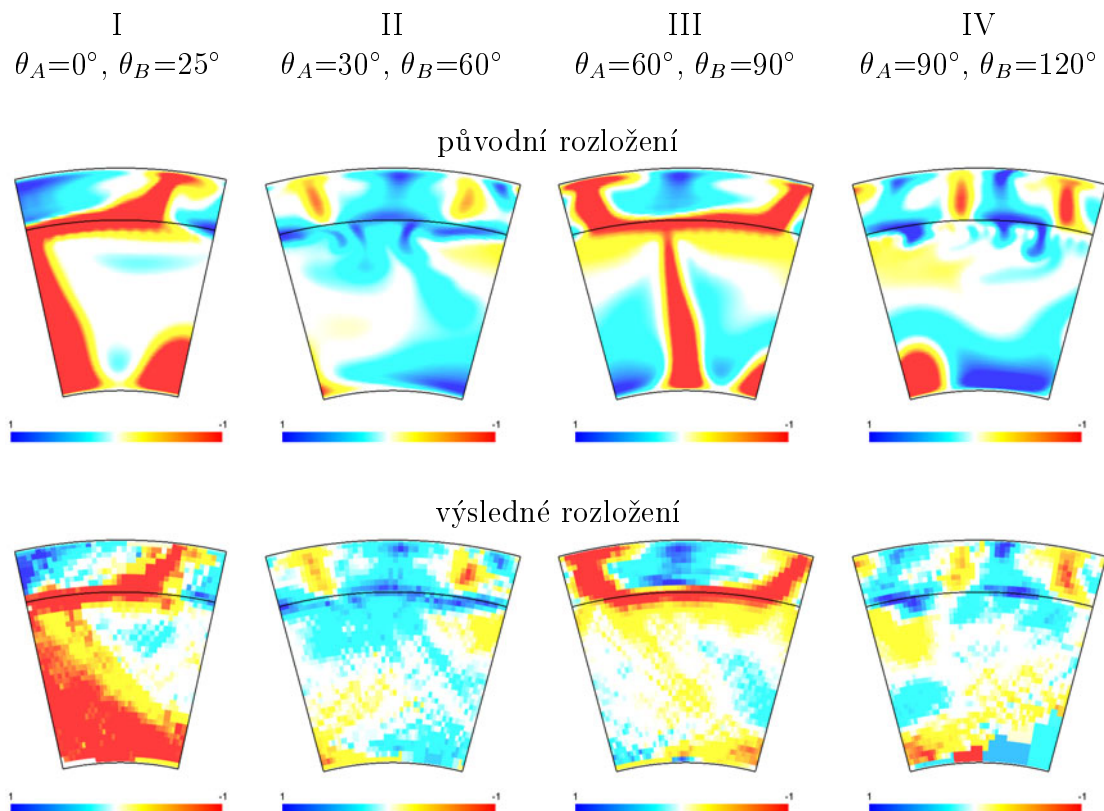 I II III IV
θ_A=0°, θ_B=25° θ_A=30°, θ_B=60° θ_A=60°, θ_B=90° θ_A=90°, θ_B=120°
původní rozložení
1 -1 1 -1 1 -1 1 -1
výsledné rozložení
1 -1 1 -1 1 -1 1 -1